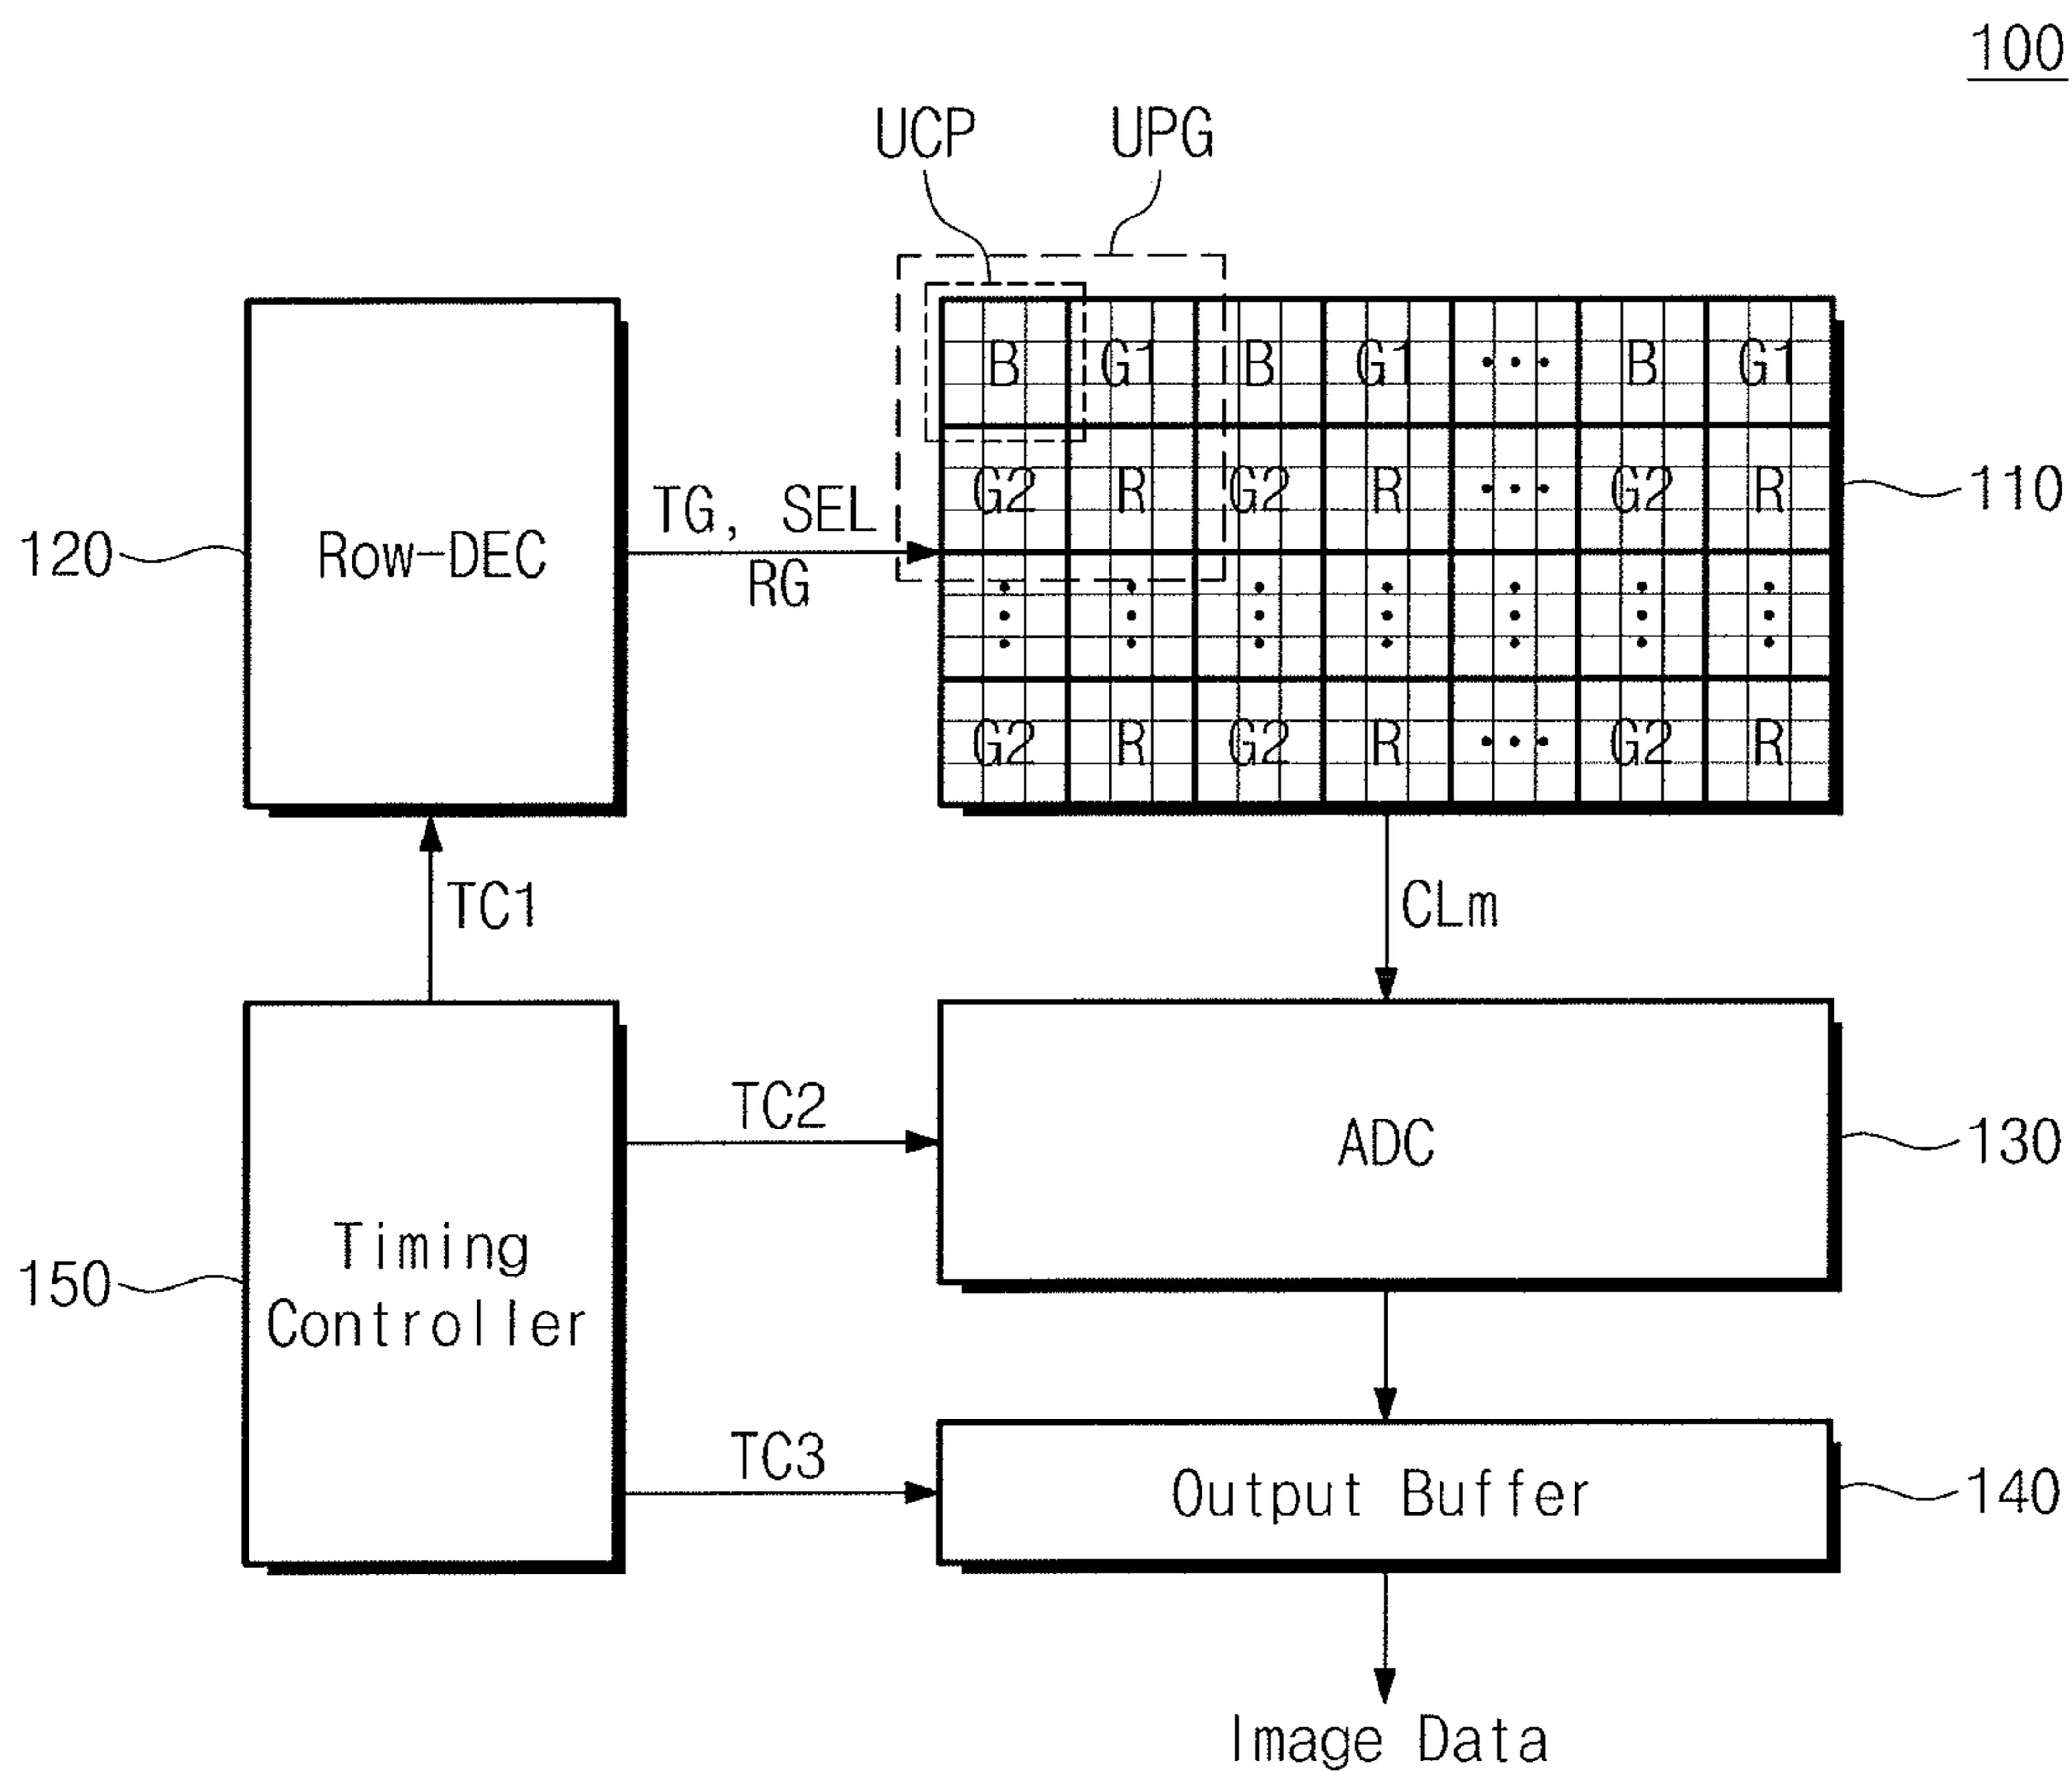 100
UCP UPG
B G1 B G1 ... B G1
G2 R G2 R ... G2 R
110
120
Row-DEC
TG, SEL
RG
G2 R G2 R ... G2 R
TC1
CLm
TC2
ADC
130
150
Timing
Controller
TC3
Output Buffer
140
Image Data